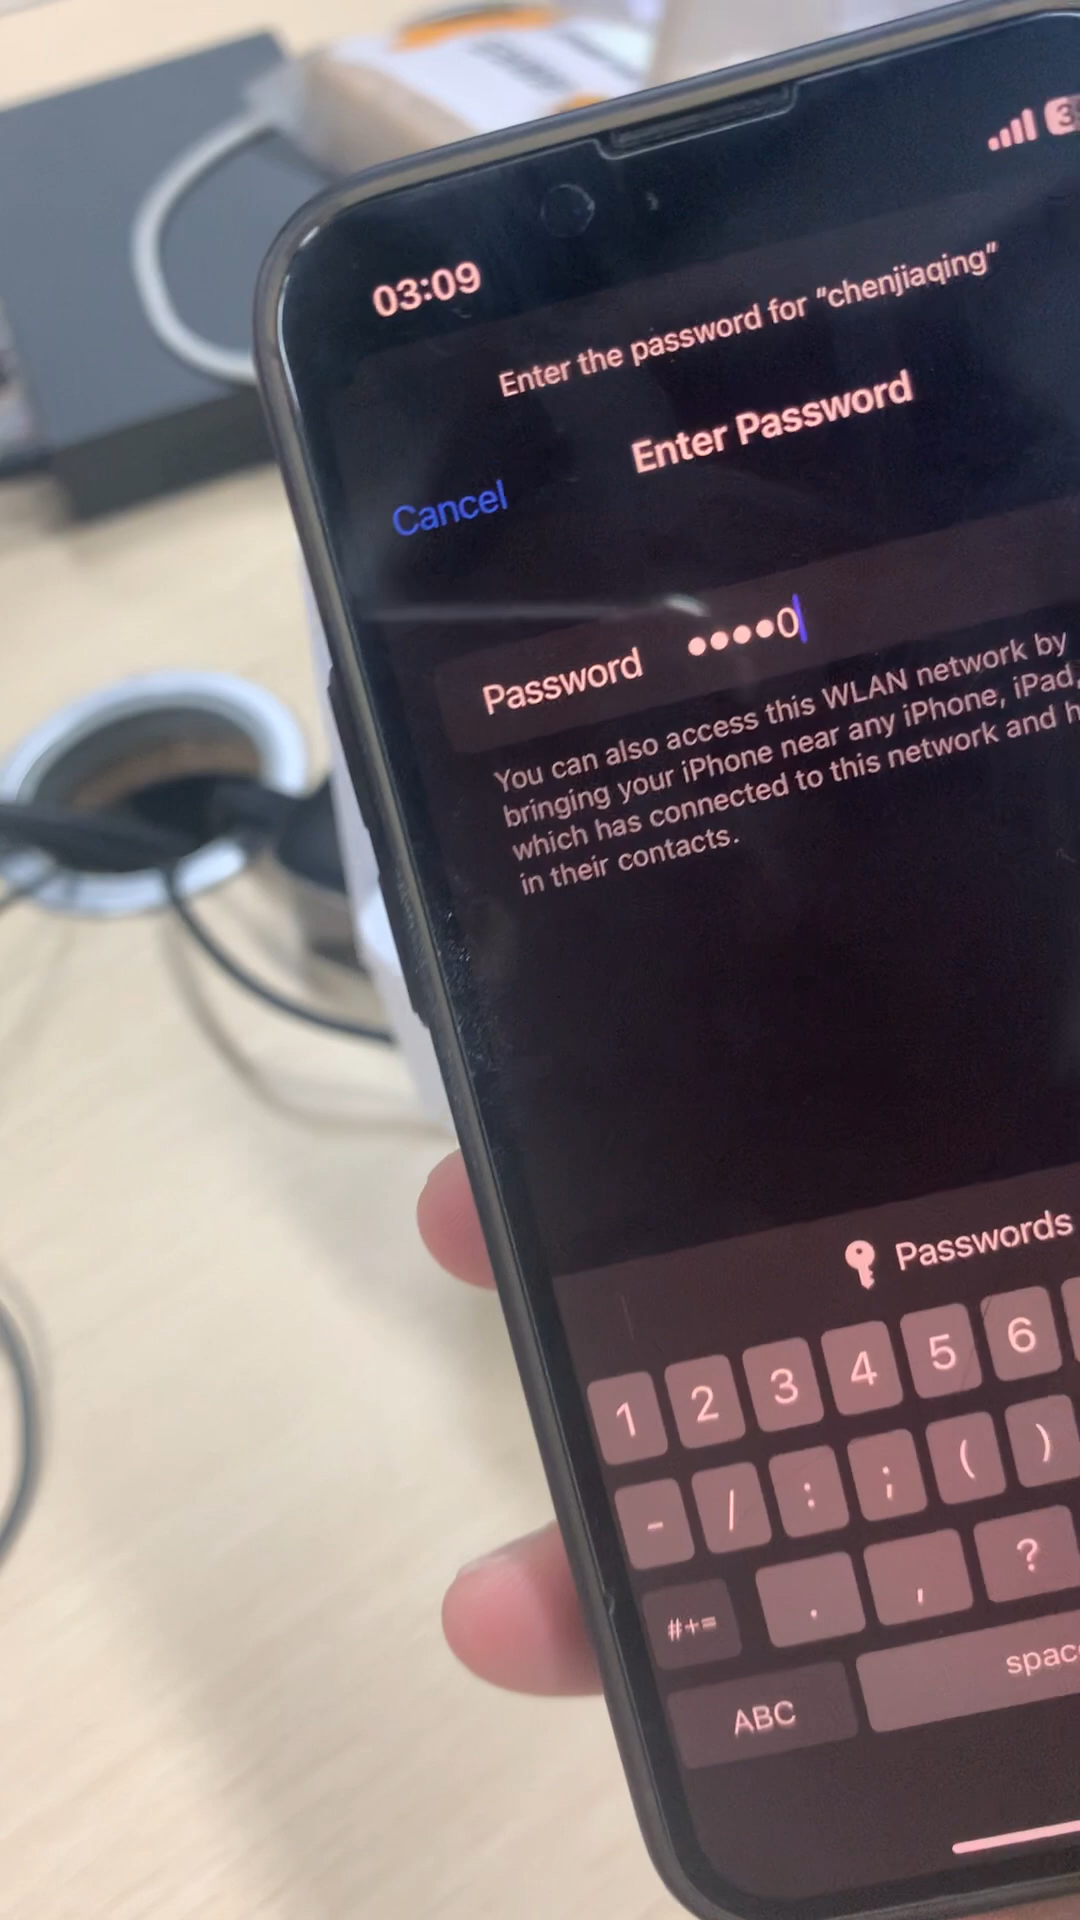 03:09
Enter the password for “chenjiaqing”
Enter Password
Cancel
Password ••••0
You can also access this WLAN network by
bringing your iPhone near any iPhone, iPad,
which has connected to this network and
in their contacts.
Passwords
1 2 3 4 5 6
- / : ; ( )
#+= . , ?
ABC